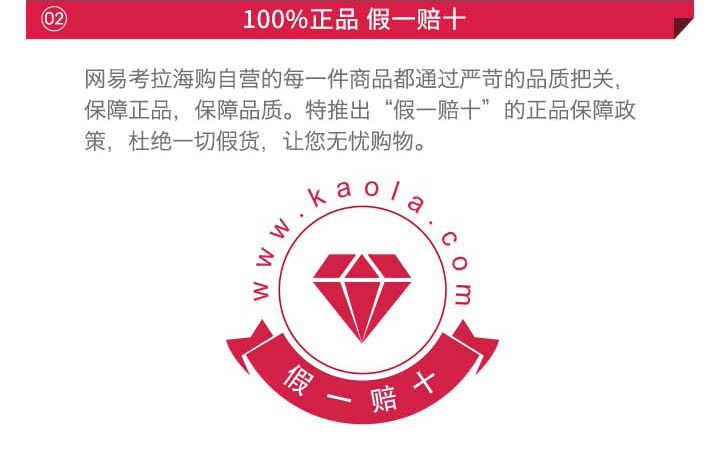 02
100%正品 假一赔十
网易考拉海购自营的每一件商品都通过严苛的品质把关，
保障正品，保障品质。特推出“假一赔十”的正品保障政
策，杜绝一切假货，让您无忧购物。
www.kaola.com
假一赔十